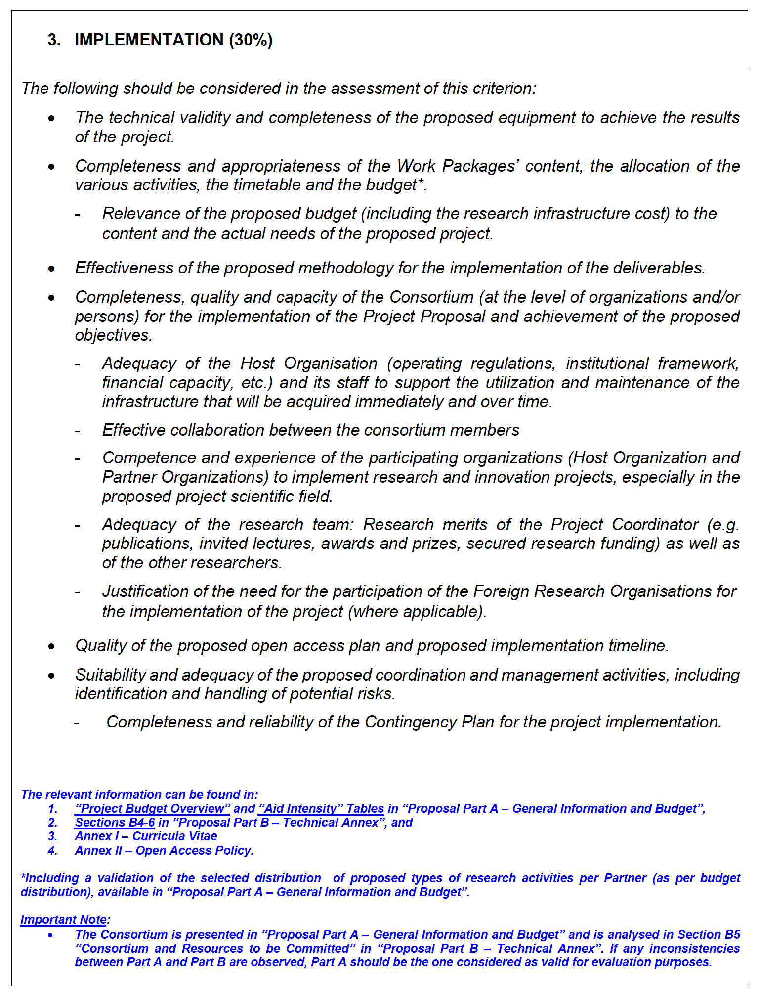 3. IMPLEMENTATION (30%)
The following should be considered in the assessment of this criterion:
• The technical validity and completeness of the proposed equipment to achieve the results
of the project.
• Completeness and appropriateness of the Work Packages’ content, the allocation of the
various activities, the timetable and the budget*.
- Relevance of the proposed budget (including the research infrastructure cost) to the
content and the actual needs of the proposed project.
• Effectiveness of the proposed methodology for the implementation of the deliverables.
• Completeness, quality and capacity of the Consortium (at the level of organizations and/or
persons) for the implementation of the Project Proposal and achievement of the proposed
objectives.
- Adequacy of the Host Organisation (operating regulations, institutional framework,
financial capacity, etc.) and its staff to support the utilization and maintenance of the
infrastructure that will be acquired immediately and over time.
- Effective collaboration between the consortium members
- Competence and experience of the participating organizations (Host Organization and
Partner Organizations) to implement research and innovation projects, especially in the
proposed project scientific field.
- Adequacy of the research team: Research merits of the Project Coordinator (e.g.
publications, invited lectures, awards and prizes, secured research funding) as well as
of the other researchers.
- Justification of the need for the participation of the Foreign Research Organisations for
the implementation of the project (where applicable).
• Quality of the proposed open access plan and proposed implementation timeline.
• Suitability and adequacy of the proposed coordination and management activities, including
identification and handling of potential risks.
- Completeness and reliability of the Contingency Plan for the project implementation.
The relevant information can be found in:
1. “Project Budget Overview” and “Aid Intensity” Tables in “Proposal Part A – General Information and Budget”,
2. Sections B4-6 in “Proposal Part B – Technical Annex”, and
3. Annex I – Curricula Vitae
4. Annex II – Open Access Policy.
*Including a validation of the selected distribution of proposed types of research activities per Partner (as per budget
distribution), available in “Proposal Part A – General Information and Budget”.
Important Note:
• The Consortium is presented in “Proposal Part A – General Information and Budget” and is analysed in Section B5
“Consortium and Resources to be Committed” in “Proposal Part B – Technical Annex”. If any inconsistencies
between Part A and Part B are observed, Part A should be the one considered as valid for evaluation purposes.